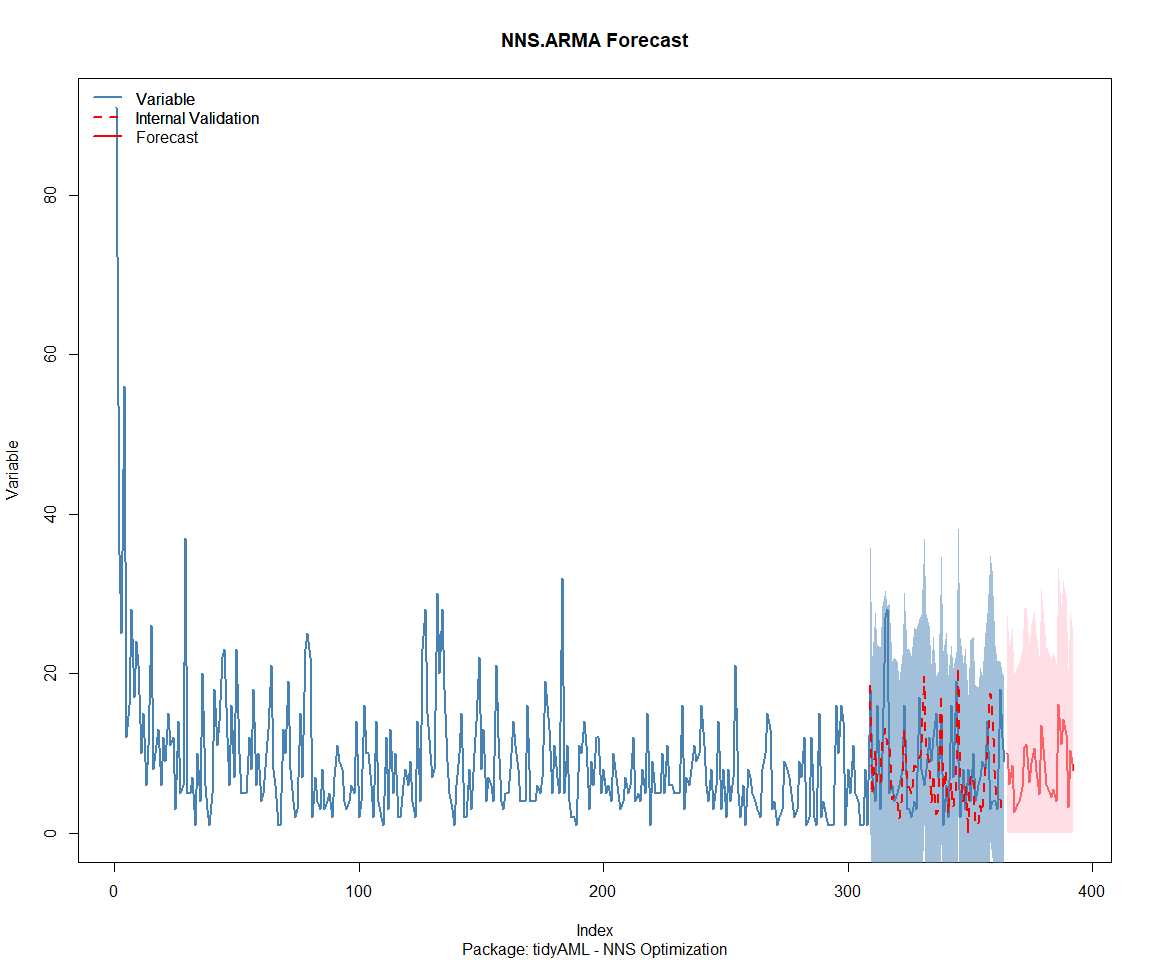 NNS.ARMA Forecast
Variable
Internal Validation
Forecast
Variable
80
60
40
20
0
0
100
200
300
400
Index
Package: tidyAML - NNS Optimization